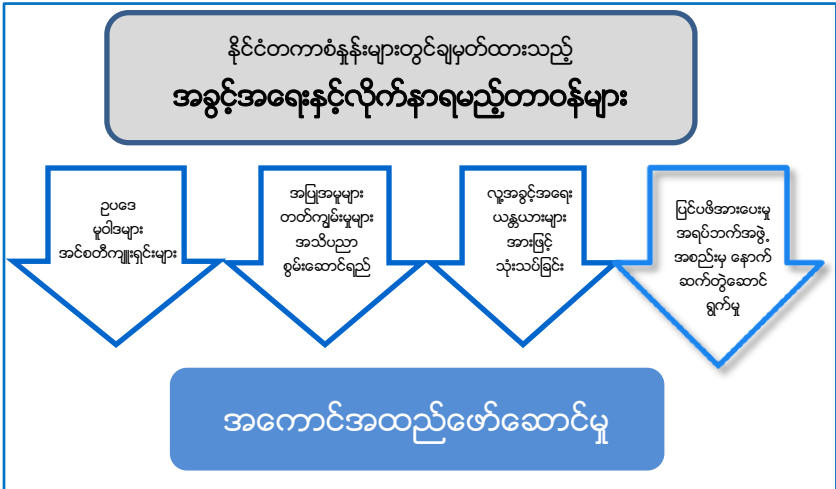 နိုင်ငံတကာစံနှုန်းများတွင်ချမှတ်ထားသည့်
အခွင့်အရေးနှင့်လိုက်နာရမည့်တာဝန်များ
ဥပဒေ
မူဝါဒများ
အင်စတီကျူးရှင်းများ
အပြုအမူများ
တတ်ကျွမ်းမှုများ
အသိပညာ
စွမ်းဆောင်ရည်
လူ့အခွင့်အရေး
ယန္တယားများ
အားဖြင့်
သုံးသပ်ခြင်း
ပြင်ပဖိအားပေးမှု
အရပ်ဘက်အဖွဲ့
အစည်းမှ နောက်
ဆက်တွဲဆောင်
ရွက်မှု
အကောင်အထည်ဖော်ဆောင်မှု